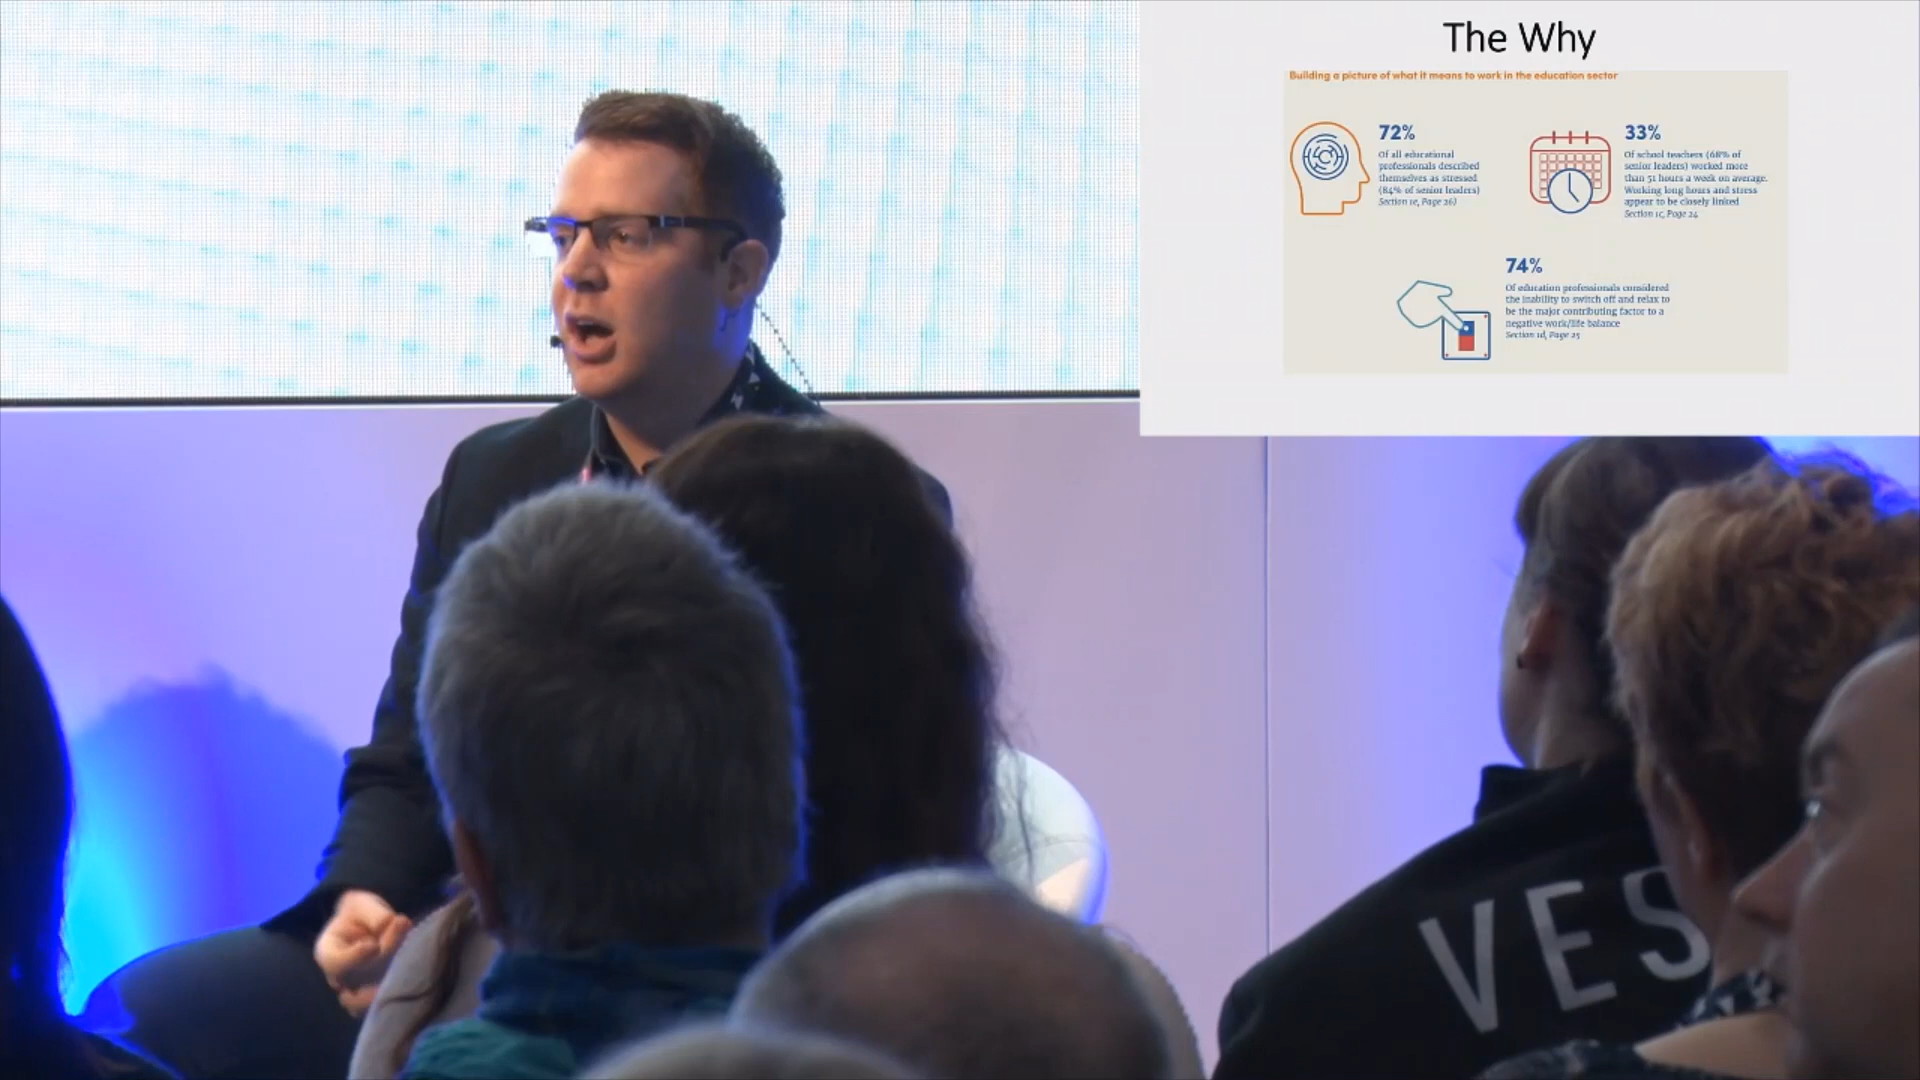 The Why
Building a picture of what it means to work in the education sector
72%
Of all educational
professionals described
themselves as stressed
(84% of senior leaders)
Section 1e, Page 26)
33%
Of school teachers (68% of
senior leaders) worked more
than 51 hours a week on average.
Working long hours and stress
appear to be closely linked
Section 1c, Page 24
74%
Of education professionals considered
the inability to switch off and relax to
be the major contributing factor to a
negative work/life balance
Section 1d, Page 25
VES